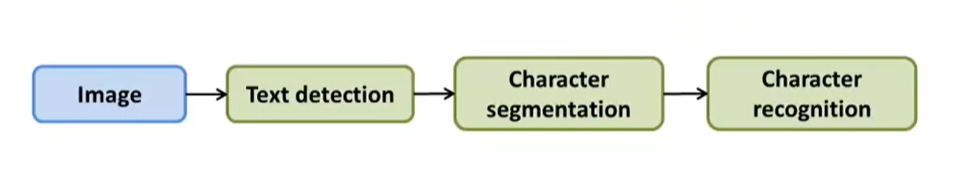 Image
Text detection
Character
segmentation
Character
recognition